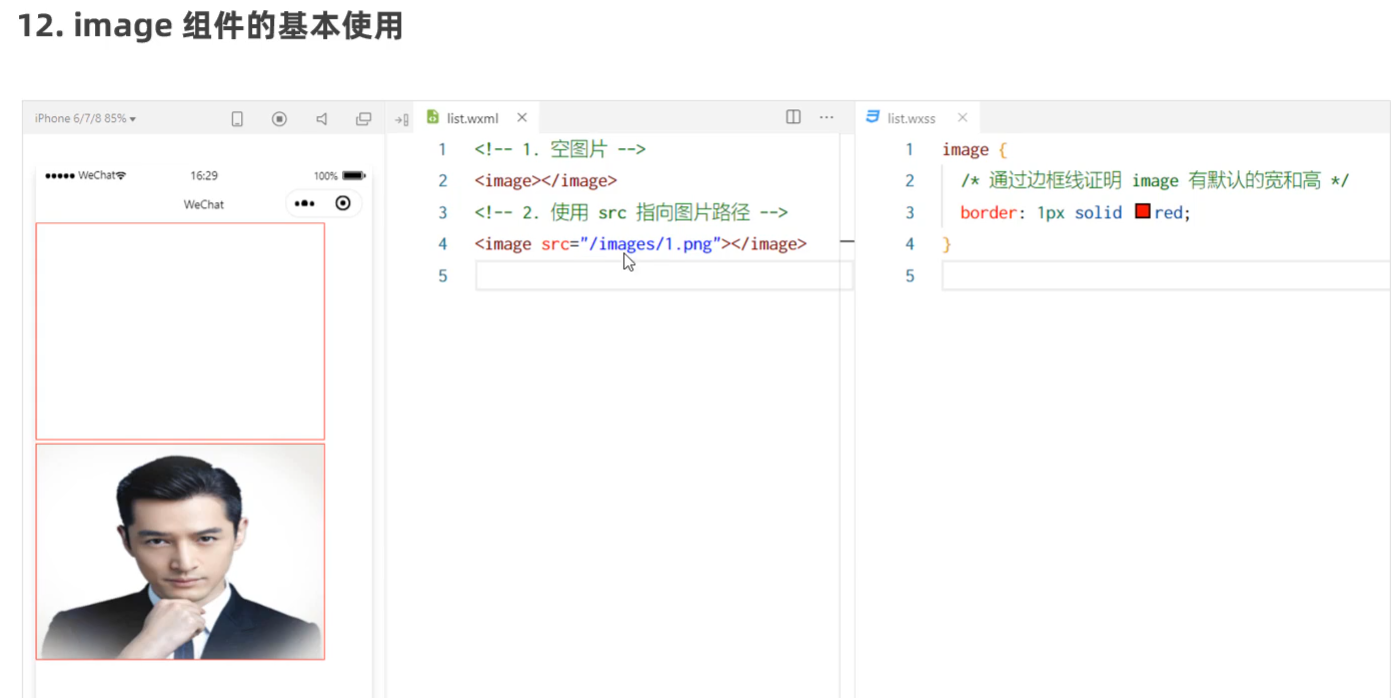 12. image 组件的基本使用
iPhone 6/7/8 85%
list.wxml
list.wxss
WeChat
16:29
100%
WeChat
1 <!-- 1. 空图片 -->
2 <image></image>
3 <!-- 2. 使用 src 指向图片路径 -->
4 <image src="/images/1.png"></image>
5
1 image {
2 /* 通过边框线证明 image 有默认的宽和高 */
3 border: 1px solid red;
4 }
5